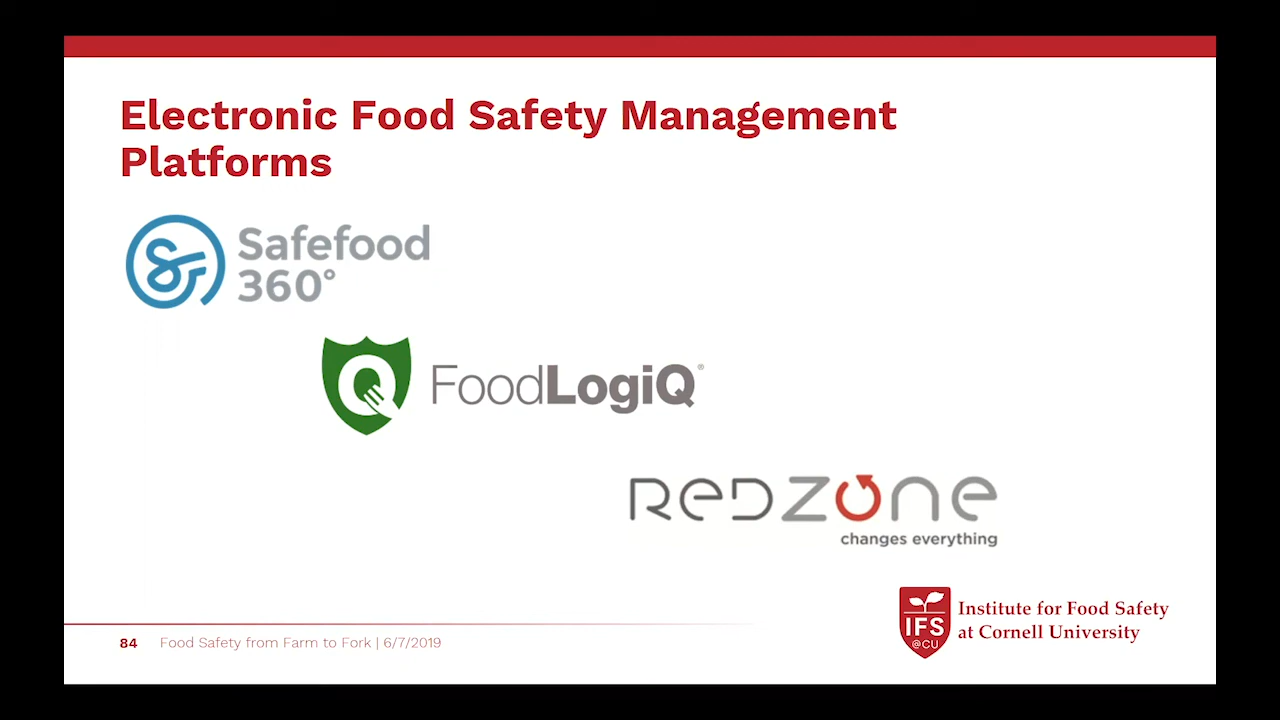 Electronic Food Safety Management
Platforms
Safefood
360°
FoodLogiQ®
REDZONE
changes everything
84 Food Safety from Farm to Fork | 6/7/2019
IFS
@CU
Institute for Food Safety
at Cornell University